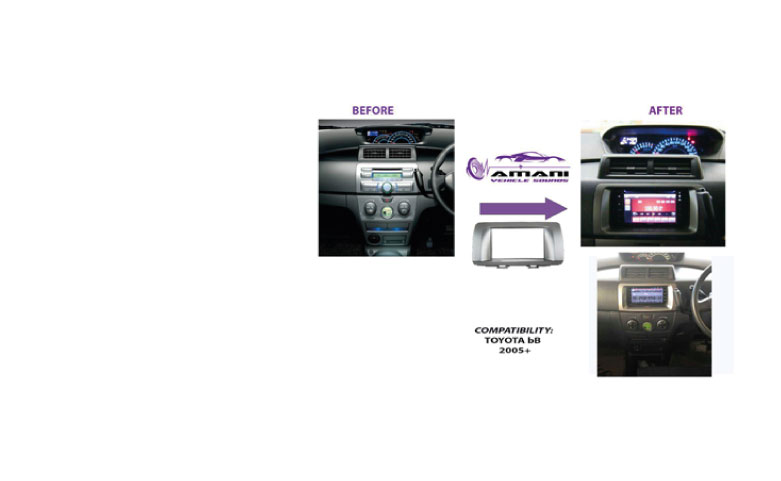 BEFORE
AFTER
AMANI
VEHICLE SOUNDS
COMPATIBILITY:
TOYOTA bB
2005+